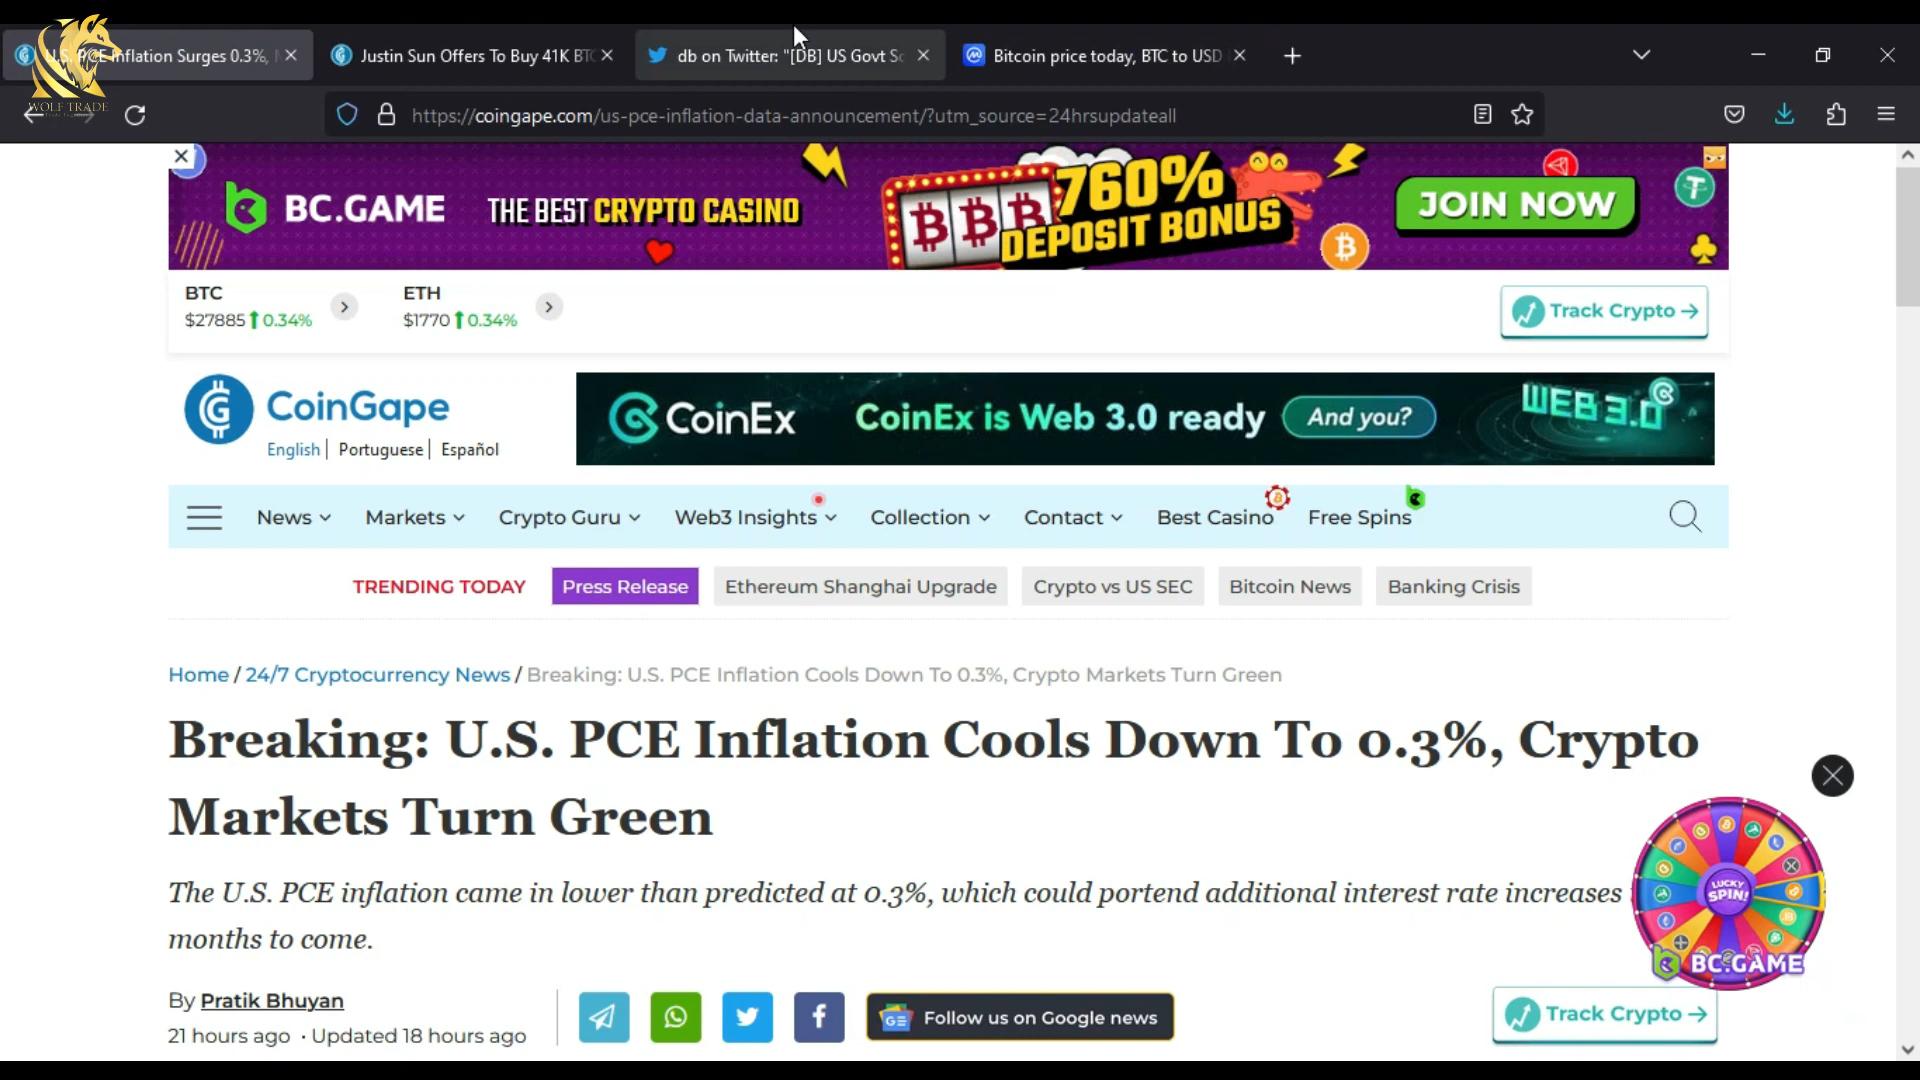 U.S. PCE Inflation Surges 0.3%,
Justin Sun Offers To Buy 41K BTC
db on Twitter: "[DB] US Govt So
Bitcoin price today, BTC to USD
WOLF TRADE
https://coingape.com/us-pce-inflation-data-announcement/?utm_source=24hrsupdateall
BC.GAME
THE BEST CRYPTO CASINO
760%
DEPOSIT BONUS
JOIN NOW
BTC
$27885 0.34%
ETH
$1770 0.34%
Track Crypto
CoinGape
English | Portuguese | Español
CoinEx
CoinEx is Web 3.0 ready
And you?
WEB 3.0
News
Markets
Crypto Guru
Web3 Insights
Collection
Contact
Best Casino
Free Spins
TRENDING TODAY
Press Release
Ethereum Shanghai Upgrade
Crypto vs US SEC
Bitcoin News
Banking Crisis
Home / 24/7 Cryptocurrency News / Breaking: U.S. PCE Inflation Cools Down To 0.3%, Crypto Markets Turn Green
Breaking: U.S. PCE Inflation Cools Down To 0.3%, Crypto
Markets Turn Green
The U.S. PCE inflation came in lower than predicted at 0.3%, which could portend additional interest rate increases
months to come.
LUCKY
SPIN!
BC.GAME
By Pratik Bhuyan
21 hours ago • Updated 18 hours ago
GE
Follow us on Google news
Track Crypto